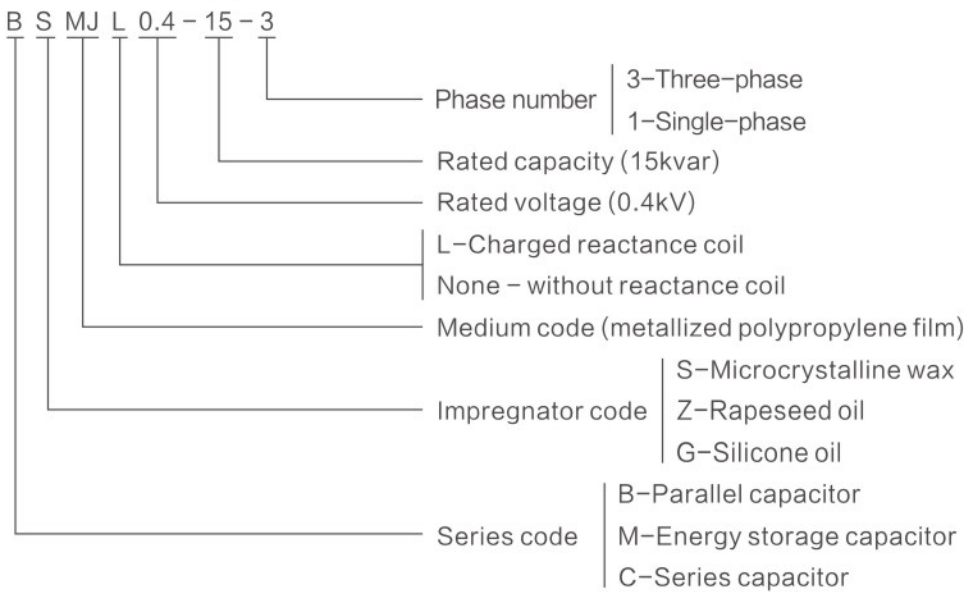 B S MJ L 0.4-15-3
Phase number
3-Three-phase
1-Single-phase
Rated capacity (15kvar)
Rated voltage (0.4kV)
L-Charged reactance coil
None - without reactance coil
Medium code (metallized polypropylene film)
Impregnator code
S-Microcrystalline wax
Z-Rapeseed oil
G-Silicone oil
Series code
B-Parallel capacitor
M-Energy storage capacitor
C-Series capacitor